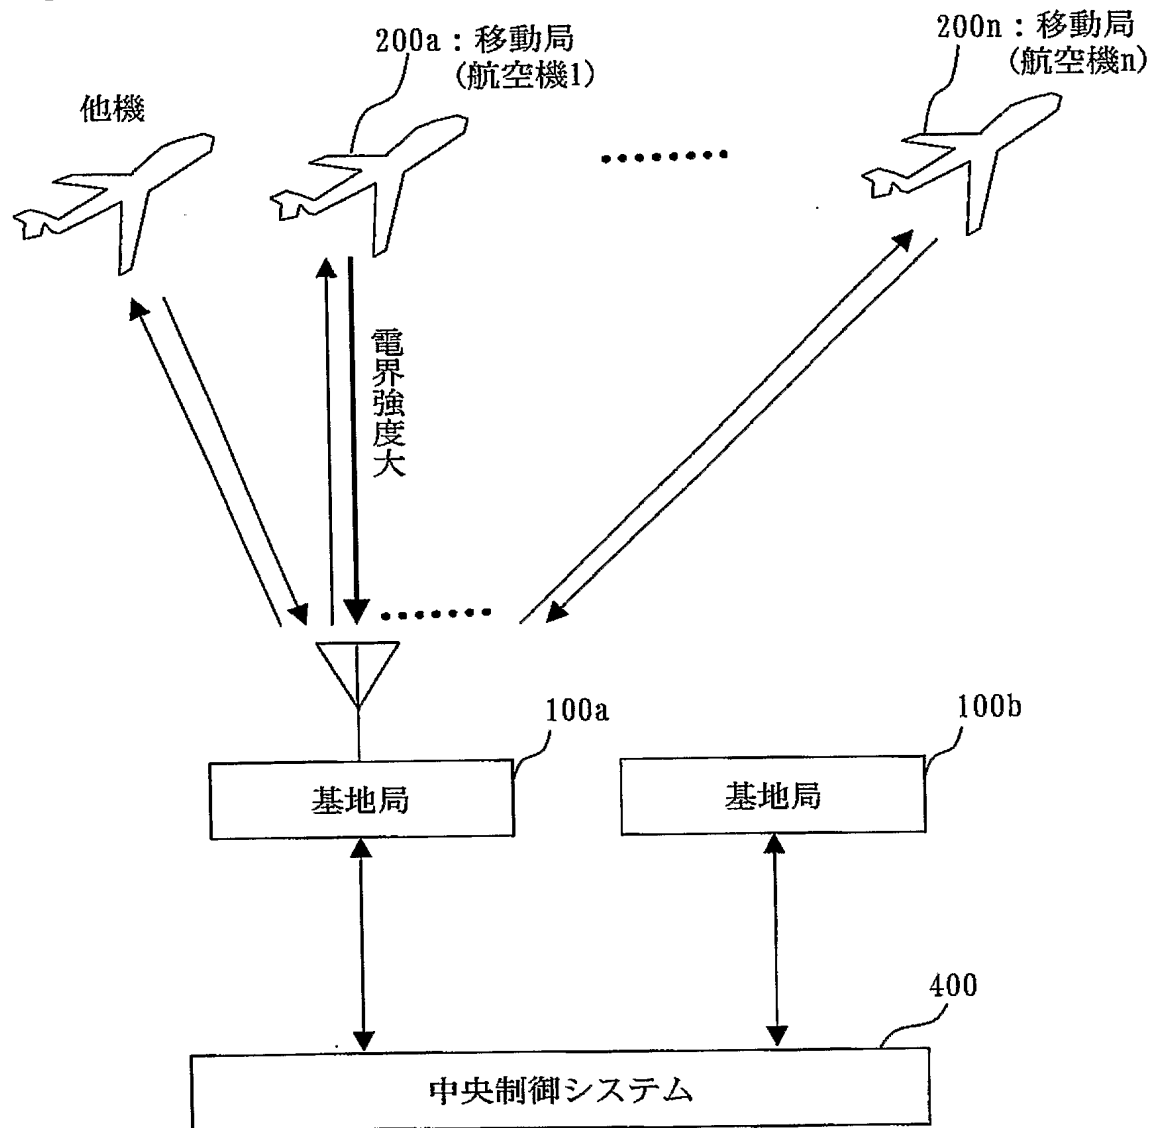 200a：移動局
(航空機1)
200n：移動局
(航空機n)
他機
電界強度大
100a
100b
基地局
基地局
400
中央制御システム